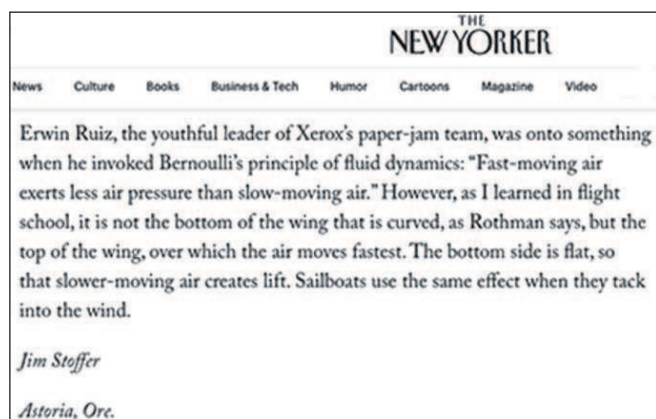 THE
NEW YORKER
News Culture Books Business & Tech Humor Cartoons Magazine Video
Erwin Ruiz, the youthful leader of Xerox's paper-jam team, was onto something
when he invoked Bernoulli's principle of fluid dynamics: “Fast-moving air
exerts less air pressure than slow-moving air.” However, as I learned in flight
school, it is not the bottom of the wing that is curved, as Rothman says, but the
top of the wing, over which the air moves fastest. The bottom side is flat, so
that slower-moving air creates lift. Sailboats use the same effect when they tack
into the wind.
Jim Stoffer
Astoria, Ore.